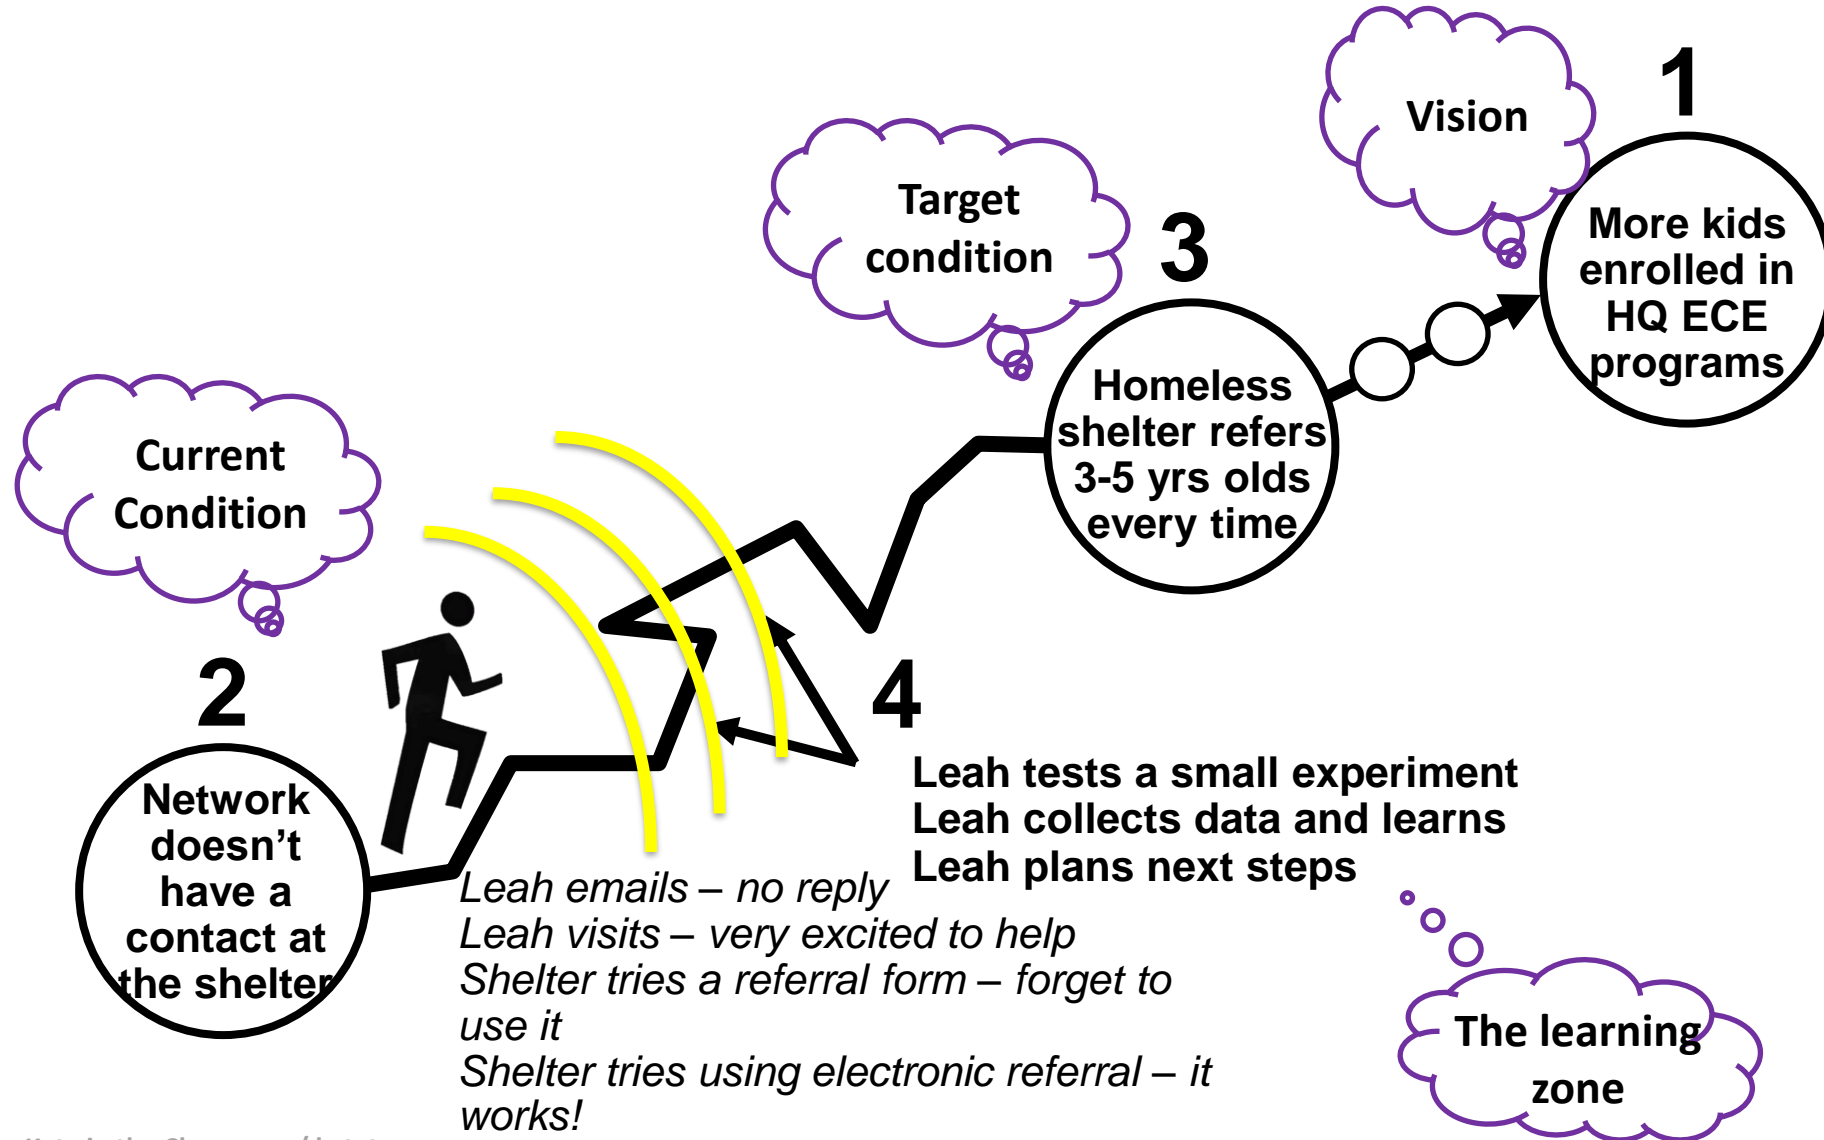 1
Vision
More kids
enrolled in
HQ ECE
programs
Target
condition
3
Homeless
shelter refers
3-5 yrs olds
every time
Current
Condition
2
Network
doesn't
have a
contact at
the shelter
4
Leah tests a small experiment
Leah collects data and learns
Leah plans next steps
Leah emails – no reply
Leah visits – very excited to help
Shelter tries a referral form – forget to
use it
Shelter tries using electronic referral – it
works!
The learning
zone